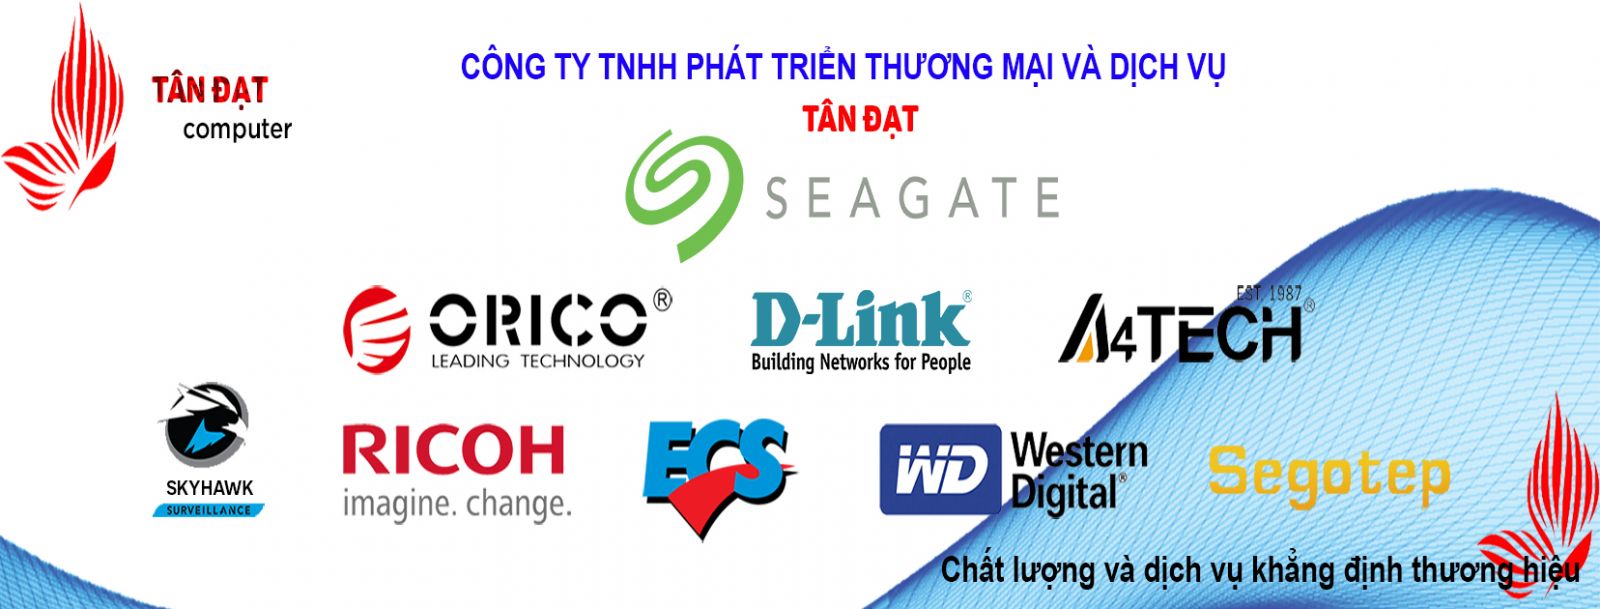 TÂN ĐẠT
computer
CÔNG TY TNHH PHÁT TRIỂN THƯƠNG MẠI VÀ DỊCH VỤ
TÂN ĐẠT
SEAGATE
ORICO®
LEADING TECHNOLOGY
D-Link®
Building Networks for People
EST. 1987
A4TECH®
SKYHAWK
SURVEILLANCE
RICOH
imagine. change.
ECS
WD
Western
Digital®
Segotep
Chất lượng và dịch vụ khẳng định thương hiệu